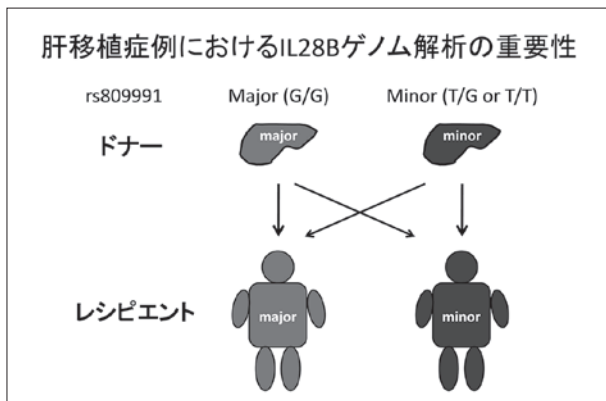 肝移植症例におけるIL28Bゲノム解析の重要性
rs809991 Major (G/G) Minor (T/G or T/T)
ドナー major minor
レシピエント major minor